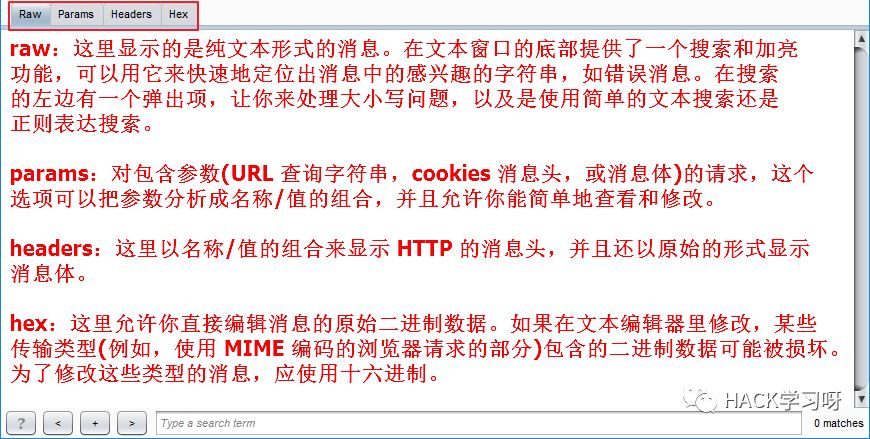 Raw Params Headers Hex
raw：这里显示的是纯文本形式的消息。在文本窗口的底部提供了一个搜索和加亮
功能，可以用它来快速地定位出消息中的感兴趣的字符串，如错误消息。在搜索
的左边有一个弹出项，让你来处理大小写问题，以及是使用简单的文本搜索还是
正则表达搜索。
params：对包含参数(URL 查询字符串，cookies 消息头，或消息体)的请求，这个
选项可以把参数分析成名称/值的组合，并且允许你能简单地查看和修改。
headers：这里以名称/值的组合来显示 HTTP 的消息头，并且还以原始的形式显示
消息体。
hex：这里允许你直接编辑消息的原始二进制数据。如果在文本编辑器里修改，某些
传输类型(例如，使用 MIME 编码的浏览器请求的部分)包含的二进制数据可能被损坏。
为了修改这些类型的消息，应使用十六进制。
HACK学习呀
? < + > Type a search term 0 matches